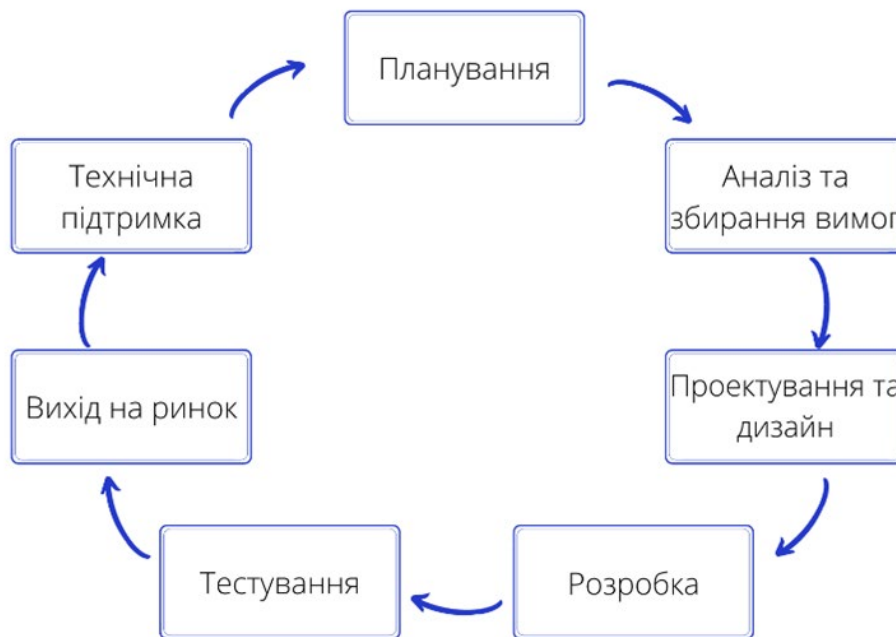 Планування
Аналіз та
збирання вимог
Проектування та
дизайн
Розробка
Тестування
Вихід на ринок
Технічна
підтримка